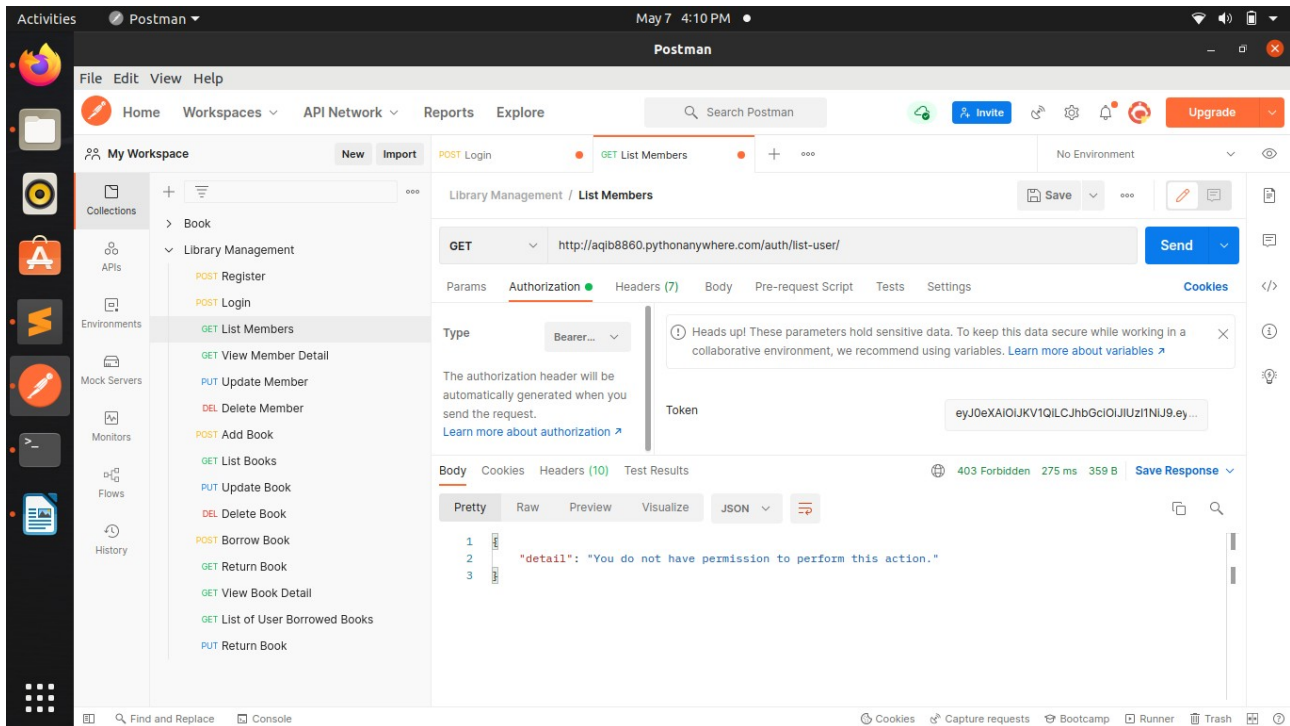 Activities
Postman
May 7 4:10 PM
Postman
File Edit View Help
Home Workspaces API Network Reports Explore
Search Postman
Invite
Upgrade
My Workspace
New Import
POST Login
GET List Members
No Environment
Collections
APIs
Environments
Mock Servers
Monitors
Flows
History
Book
Library Management
POST Register
POST Login
GET List Members
GET View Member Detail
PUT Update Member
DEL Delete Member
POST Add Book
GET List Books
PUT Update Book
DEL Delete Book
POST Borrow Book
GET Return Book
GET View Book Detail
GET List of User Borrowed Books
PUT Return Book
Library Management / List Members
Save
GET http://aqib8860.pythonanywhere.com/auth/list-user/
Send
Params Authorization Headers (7) Body Pre-request Script Tests Settings
Cookies
Type
Bearer...
The authorization header will be
automatically generated when you
send the request.
Learn more about authorization ↗
Heads up! These parameters hold sensitive data. To keep this data secure while working in a
collaborative environment, we recommend using variables. Learn more about variables ↗
Token
eyJ0eXAiOiJKV1QiLCJhbGciOiJIUzI1NiJ9.ey...
Body Cookies Headers (10) Test Results
403 Forbidden 275 ms 359 B Save Response
Pretty Raw Preview Visualize JSON
1 {
2 "detail": "You do not have permission to perform this action."
3 }
Find and Replace Console
Cookies Capture requests Bootcamp Runner Trash